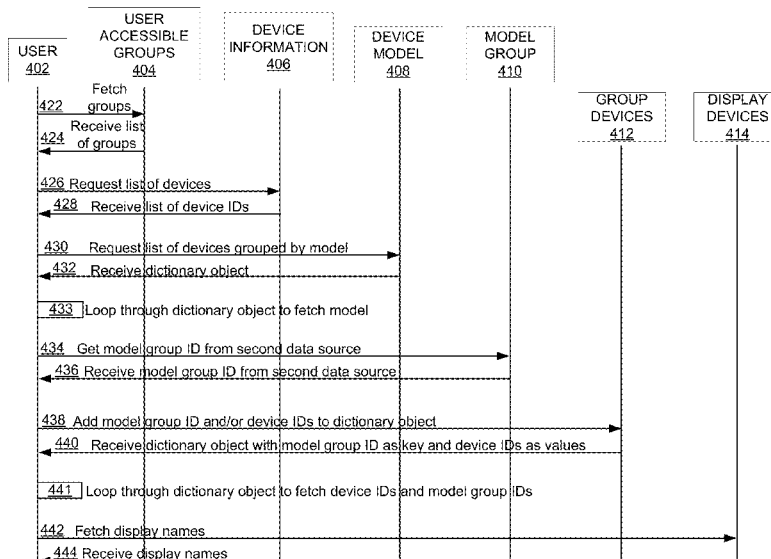 USER
402
USER
ACCESSIBLE
GROUPS
404
DEVICE
INFORMATION
406
DEVICE
MODEL
408
MODEL
GROUP
410
GROUP
DEVICES
412
DISPLAY
DEVICES
414
422 Fetch
groups
424 Receive list
of groups
426 Request list of devices
428 Receive list of device IDs
430 Request list of devices grouped by model
432 Receive dictionary object
433 Loop through dictionary object to fetch model
434 Get model group ID from second data source
436 Receive model group ID from second data source
438 Add model group ID and/or device IDs to dictionary object
440 Receive dictionary object with model group ID as key and device IDs as values
441 Loop through dictionary object to fetch device IDs and model group IDs
442 Fetch display names
444 Receive display names